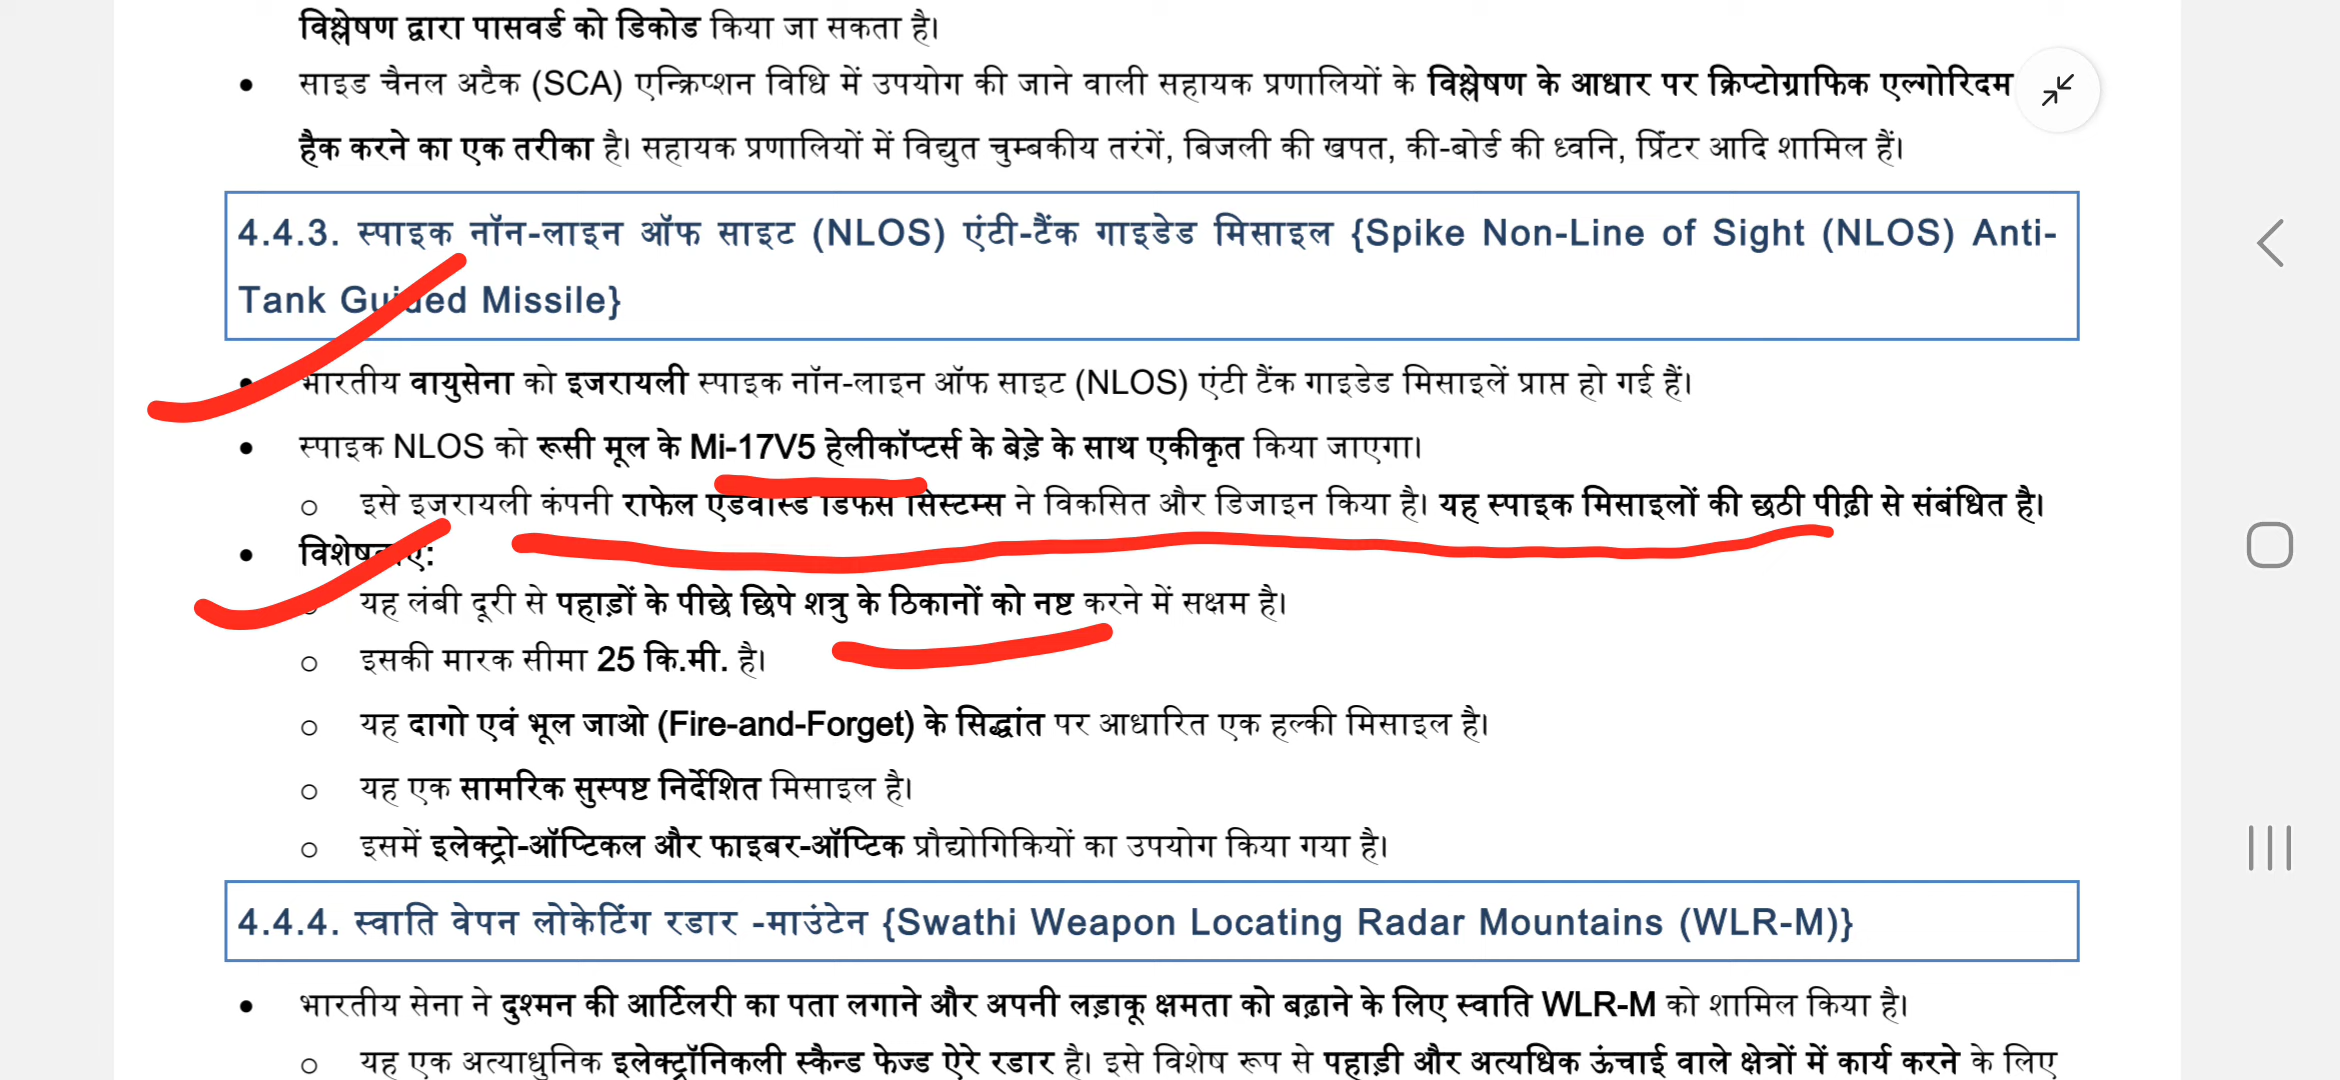 विश्लेषण द्वारा पासवर्ड को डिकोड किया जा सकता है।
• साइड चैनल अटैक (SCA) एन्क्रिप्शन विधि में उपयोग की जाने वाली सहायक प्रणालियों के विश्लेषण के आधार पर क्रिप्टोग्राफिक एल्गोरिदम
हैक करने का एक तरीका है। सहायक प्रणालियों में विद्युत चुम्बकीय तरंगें, बिजली की खपत, की-बोर्ड की ध्वनि, प्रिंटर आदि शामिल हैं।
4.4.3. स्पाइक नॉन-लाइन ऑफ साइट (NLOS) एंटी-टैंक गाइडेड मिसाइल {Spike Non-Line of Sight (NLOS) Anti-
Tank Guided Missile}
• भारतीय वायुसेना को इजरायली स्पाइक नॉन-लाइन ऑफ साइट (NLOS) एंटी टैंक गाइडेड मिसाइलें प्राप्त हो गई हैं।
• स्पाइक NLOS को रूसी मूल के Mi-17V5 हेलीकॉप्टर्स के बेड़े के साथ एकीकृत किया जाएगा।
○ इसे इजरायली कंपनी राफेल एडवांस्ड डिफेंस सिस्टम्स ने विकसित और डिजाइन किया है। यह स्पाइक मिसाइलों की छठी पीढ़ी से संबंधित है।
• विशेषताएं:
○ यह लंबी दूरी से पहाड़ों के पीछे छिपे शत्रु के ठिकानों को नष्ट करने में सक्षम है।
○ इसकी मारक सीमा 25 कि.मी. है।
○ यह दागो एवं भूल जाओ (Fire-and-Forget) के सिद्धांत पर आधारित एक हल्की मिसाइल है।
○ यह एक सामरिक सुस्पष्ट निर्देशित मिसाइल है।
○ इसमें इलेक्ट्रो-ऑप्टिकल और फाइबर-ऑप्टिक प्रौद्योगिकियों का उपयोग किया गया है।
4.4.4. स्वाति वेपन लोकेटिंग रडार -माउंटेन {Swathi Weapon Locating Radar Mountains (WLR-M)}
• भारतीय सेना ने दुश्मन की आर्टिलरी का पता लगाने और अपनी लड़ाकू क्षमता को बढ़ाने के लिए स्वाति WLR-M को शामिल किया है।
○ यह एक अत्याधुनिक इलेक्ट्रॉनिकली स्कैन्ड फेज्ड ऐरे रडार है। इसे विशेष रूप से पहाड़ी और अत्यधिक ऊंचाई वाले क्षेत्रों में कार्य करने के लिए